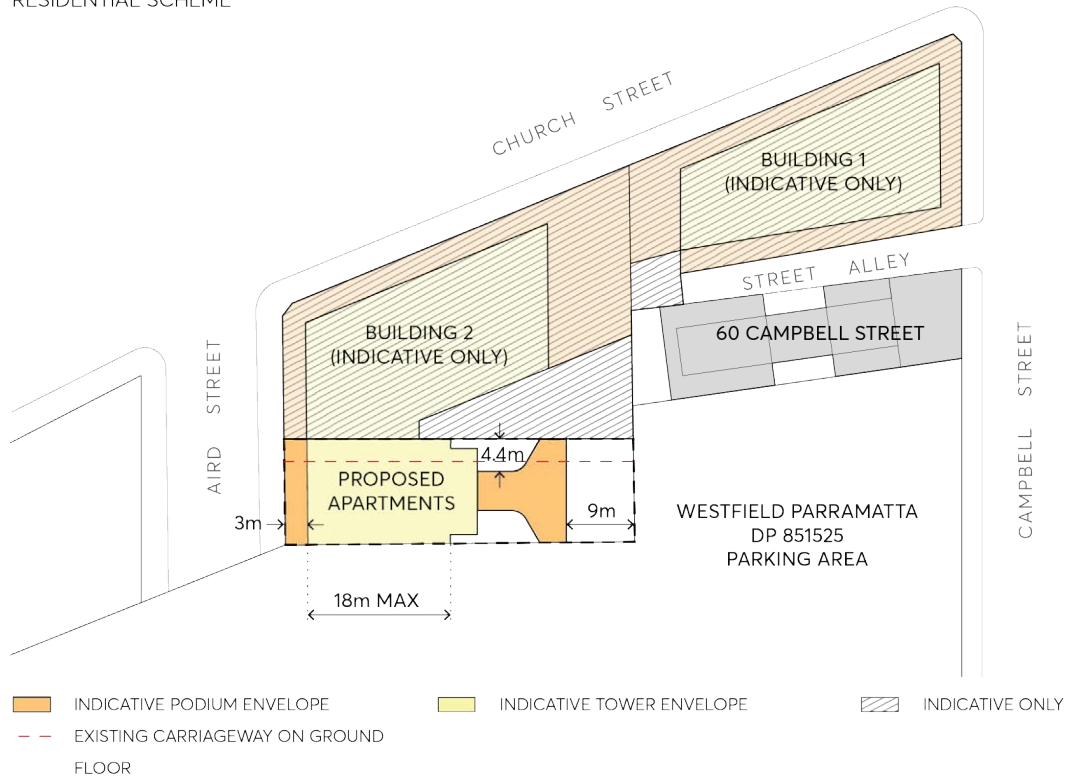 RESIDENTIAL SCHEME
CHURCH STREET
BUILDING 1
(INDICATIVE ONLY)
STREET ALLEY
BUILDING 2
(INDICATIVE ONLY)
60 CAMPBELL STREET
AIRD STREET
CAMPBELL STREET
4.4m
PROPOSED
APARTMENTS
3m
9m
WESTFIELD PARRAMATTA
DP 851525
PARKING AREA
18m MAX
INDICATIVE PODIUM ENVELOPE
INDICATIVE TOWER ENVELOPE
INDICATIVE ONLY
EXISTING CARRIAGEWAY ON GROUND
FLOOR